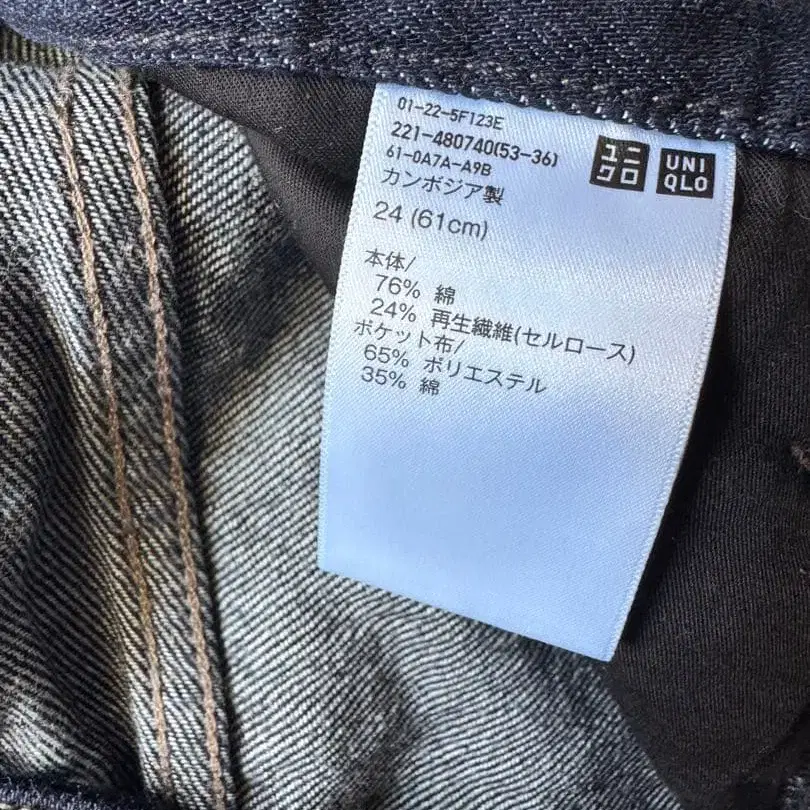 01-22-5F123E
221-480740(53-36)
61-0A7A-A9B
カンボジア製
24 (61cm)
ユニ
クロ
UNI
QLO
本体/
76% 綿
24% 再生繊維(セルロース)
ポケット布/
65% ポリエステル
35% 綿